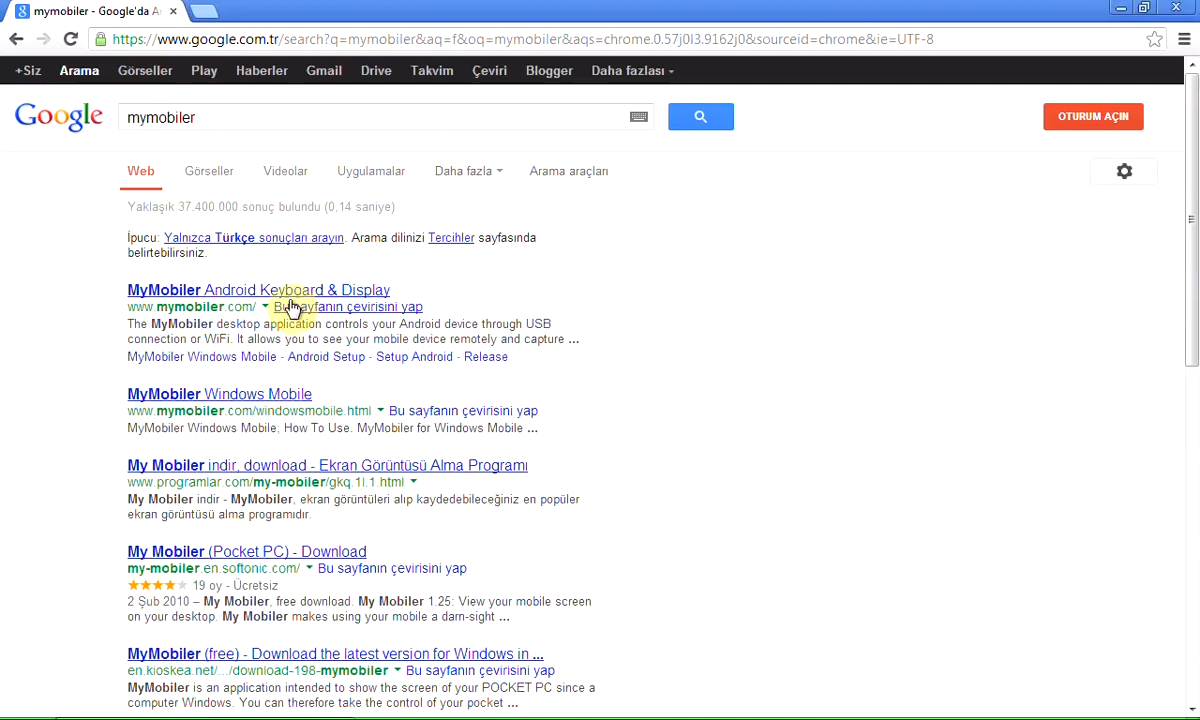 mymobiler - Google'da A
https://www.google.com.tr/search?q=mymobiler&aq=f&oq=mymobiler&aqs=chrome.0.57j0l3.9162j0&sourceid=chrome&ie=UTF-8
+Siz Arama Görseller Play Haberler Gmail Drive Takvim Çeviri Blogger Daha fazlası
Google mymobiler OTURUM AÇIN
Web Görseller Videolar Uygulamalar Daha fazla Arama araçları
Yaklaşık 37.400.000 sonuç bulundu (0,14 saniye)
İpucu: Yalnızca Türkçe sonuçları arayın. Arama dilinizi Tercihler sayfasında
belirtebilirsiniz.
MyMobiler Android Keyboard & Display
www.mymobiler.com/ Bu sayfanın çevirisini yap
The MyMobiler desktop application controls your Android device through USB
connection or WiFi. It allows you to see your mobile device remotely and capture ...
MyMobiler Windows Mobile - Android Setup - Setup Android - Release
MyMobiler Windows Mobile
www.mymobiler.com/windowsmobile.html Bu sayfanın çevirisini yap
MyMobiler Windows Mobile; How To Use. MyMobiler for Windows Mobile ...
My Mobiler indir, download - Ekran Görüntüsü Alma Programı
www.programlar.com/my-mobiler/gkq.1i.1.html
My Mobiler indir - MyMobiler, ekran görüntüleri alıp kaydedebileceğiniz en popüler
ekran görüntüsü alma programıdır.
My Mobiler (Pocket PC) - Download
my-mobiler.en.softonic.com/ Bu sayfanın çevirisini yap
19 oy - Ücretsiz
2 Şub 2010 – My Mobiler, free download. My Mobiler 1.25: View your mobile screen
on your desktop. My Mobiler makes using your mobile a darn-sight ...
MyMobiler (free) - Download the latest version for Windows in ...
en.kioskea.net/.../download-198-mymobiler Bu sayfanın çevirisini yap
MyMobiler is an application intended to show the screen of your POCKET PC since a
computer Windows. You can therefore take the control of your pocket ...